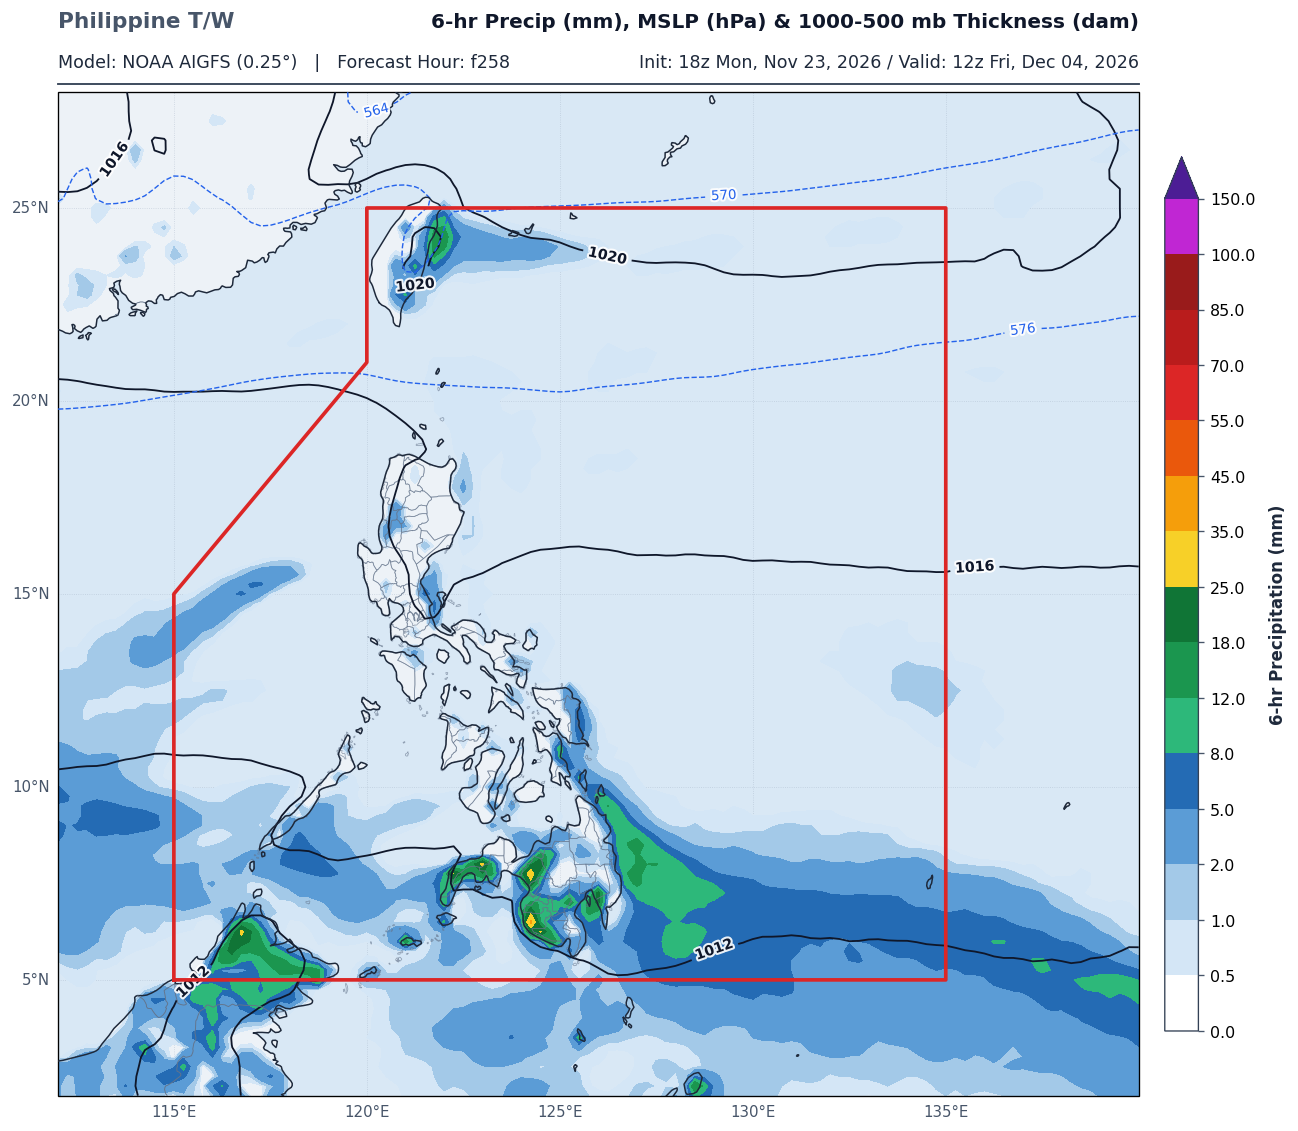 Philippine T/W
6-hr Precip (mm), MSLP (hPa) & 1000-500 mb Thickness (dam)
Model: NOAA AIGFS (0.25°) | Forecast Hour: f258
Init: 18z Mon, Nov 23, 2026 / Valid: 12z Fri, Dec 04, 2026
564
1016
570
25°N
1020
1020
576
20°N
1016
15°N
10°N
1012
1012
5°N
115°E
120°E
125°E
130°E
135°E
150.0
100.0
85.0
70.0
55.0
45.0
35.0
25.0
18.0
12.0
8.0
5.0
2.0
1.0
0.5
0.0
6-hr Precipitation (mm)